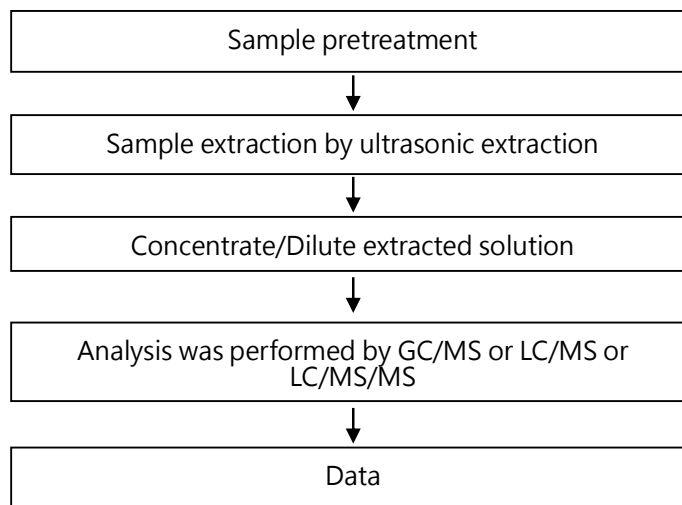 Sample pretreatment
Sample extraction by ultrasonic extraction
Concentrate/Dilute extracted solution
Analysis was performed by GC/MS or LC/MS or
LC/MS/MS
Data